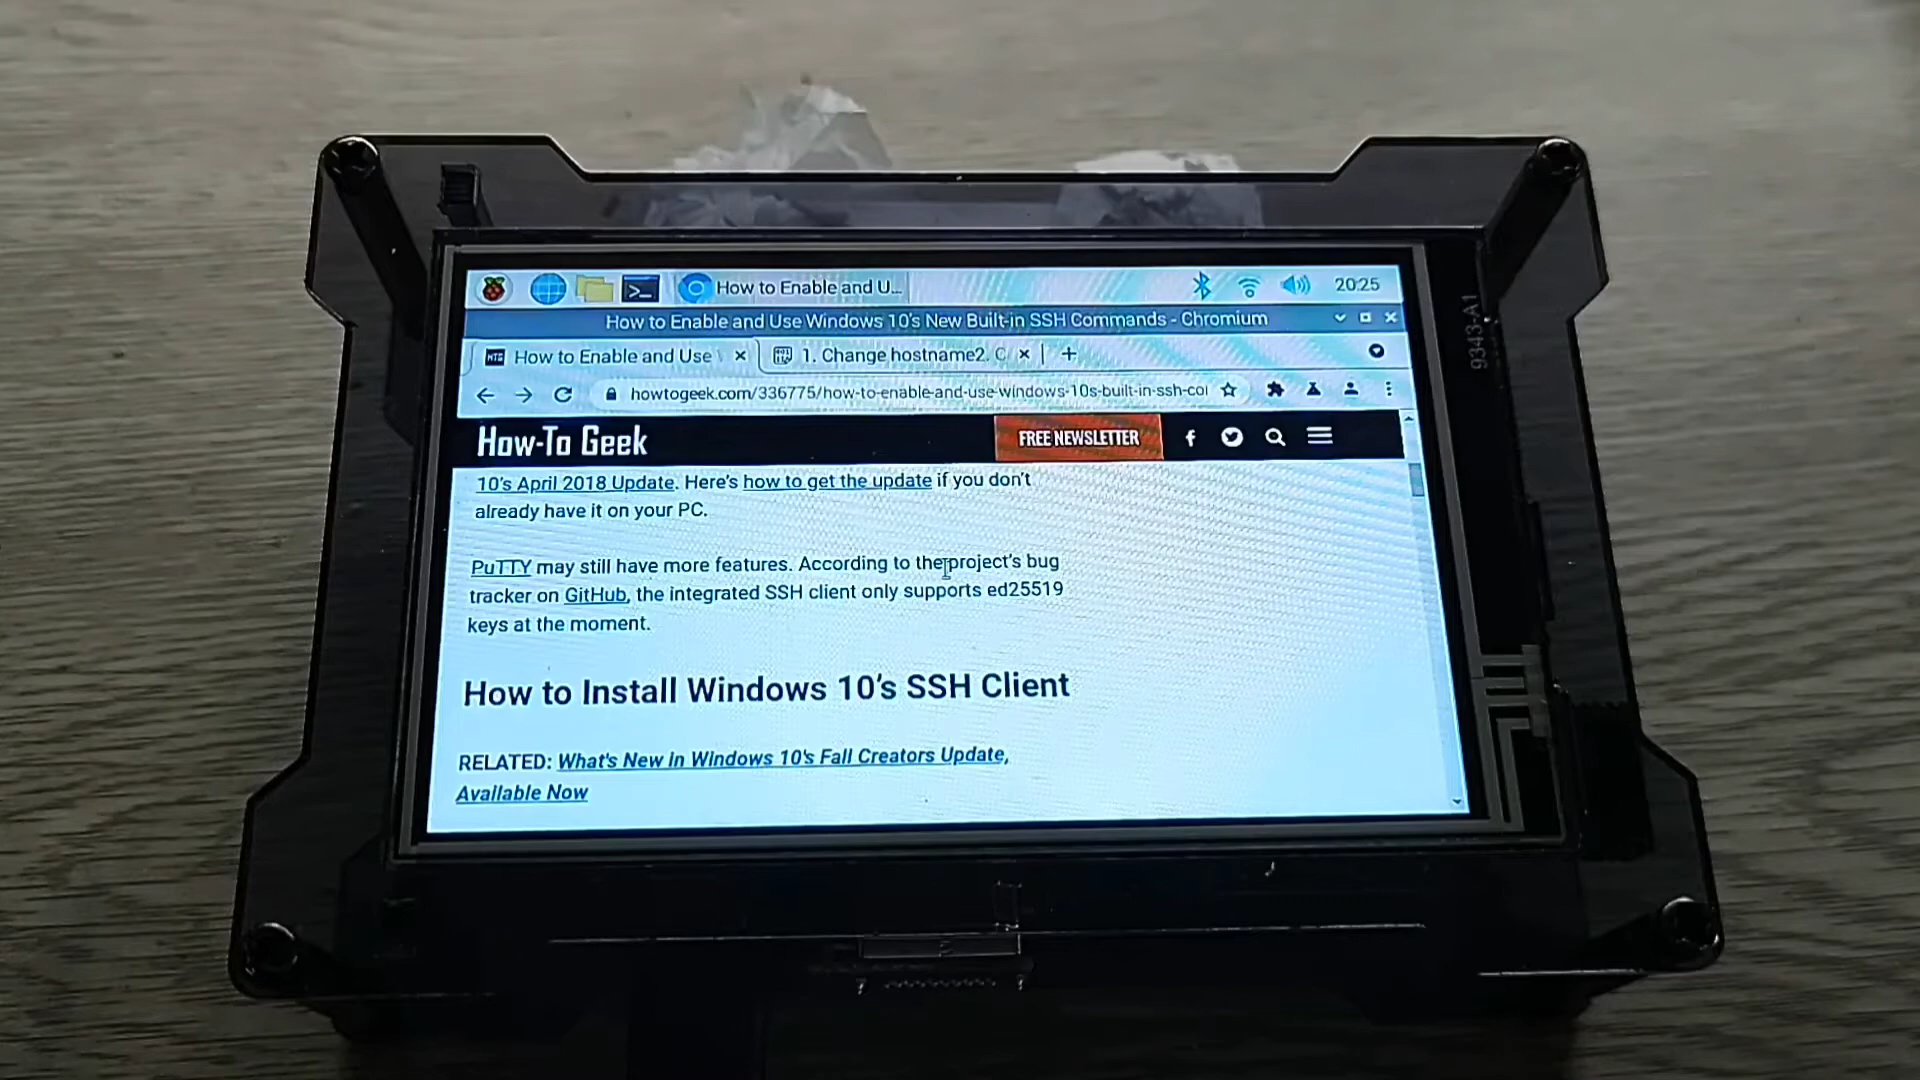 How to Enable and U...
20:25
How to Enable and Use Windows 10's New Built-in SSH Commands - Chromium
How to Enable and Use
1. Change hostname2. C
howtogeek.com/336775/how-to-enable-and-use-windows-10s-built-in-ssh-co
How-To Geek
FREE NEWSLETTER
10's April 2018 Update. Here's how to get the update if you don't
already have it on your PC.
PuTTY may still have more features. According to the project's bug
tracker on GitHub, the integrated SSH client only supports ed25519
keys at the moment.
How to Install Windows 10's SSH Client
RELATED: What's New in Windows 10's Fall Creators Update,
Available Now
9343-A1